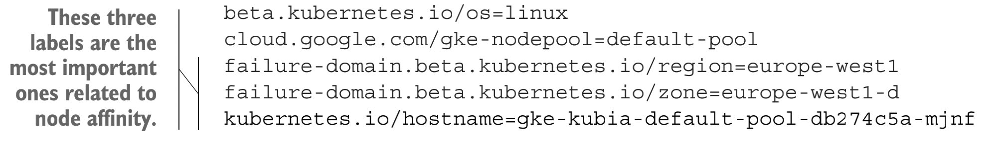 These three
labels are the
most important
ones related to
node affinity.
beta.kubernetes.io/os=linux
cloud.google.com/gke-nodepool=default-pool
failure-domain.beta.kubernetes.io/region=europe-west1
failure-domain.beta.kubernetes.io/zone=europe-west1-d
kubernetes.io/hostname=gke-kubia-default-pool-db274c5a-mjnf